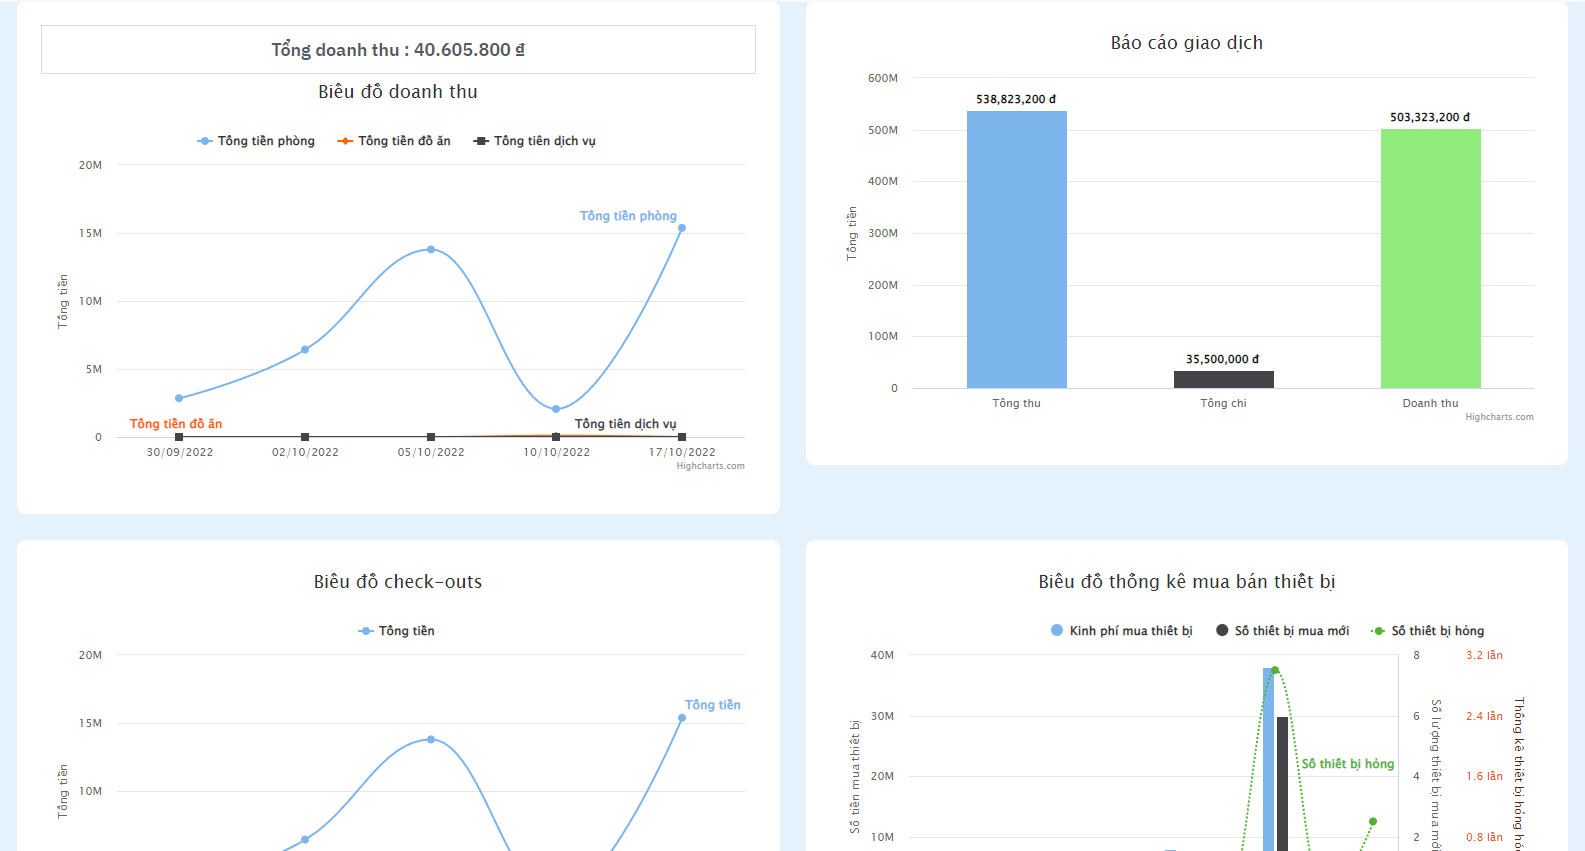 Tổng doanh thu : 40.605.800 ₫
Biểu đồ doanh thu
Tổng tiền phòng
Tổng tiền đồ ăn
Tổng tiên dịch vụ
20M
15M
10M
5M
0
Tổng tiền
Tổng tiền phòng
Tổng tiền đồ ăn
Tổng tiên dịch vụ
30/09/2022
02/10/2022
05/10/2022
10/10/2022
17/10/2022
Highcharts.com
Báo cáo giao dịch
600M
500M
400M
300M
200M
100M
0
Tổng tiền
538,823,200 đ
35,500,000 đ
503,323,200 đ
Tổng thu
Tổng chi
Doanh thu
Highcharts.com
Biểu đồ check-outs
Tổng tiền
20M
15M
10M
Tổng tiền
Tổng tiền
Biểu đồ thống kê mua bán thiết bị
Kinh phí mua thiết bị
Số thiết bị mua mới
Số thiết bị hỏng
40M
30M
20M
10M
Số tiền mua thiết bị
Số thiết bị hỏng
8
6
4
2
Số lượng thiết bị mua mới
3.2 lần
2.4 lần
1.6 lần
0.8 lần
Thống kê thiết bị hỏng hó